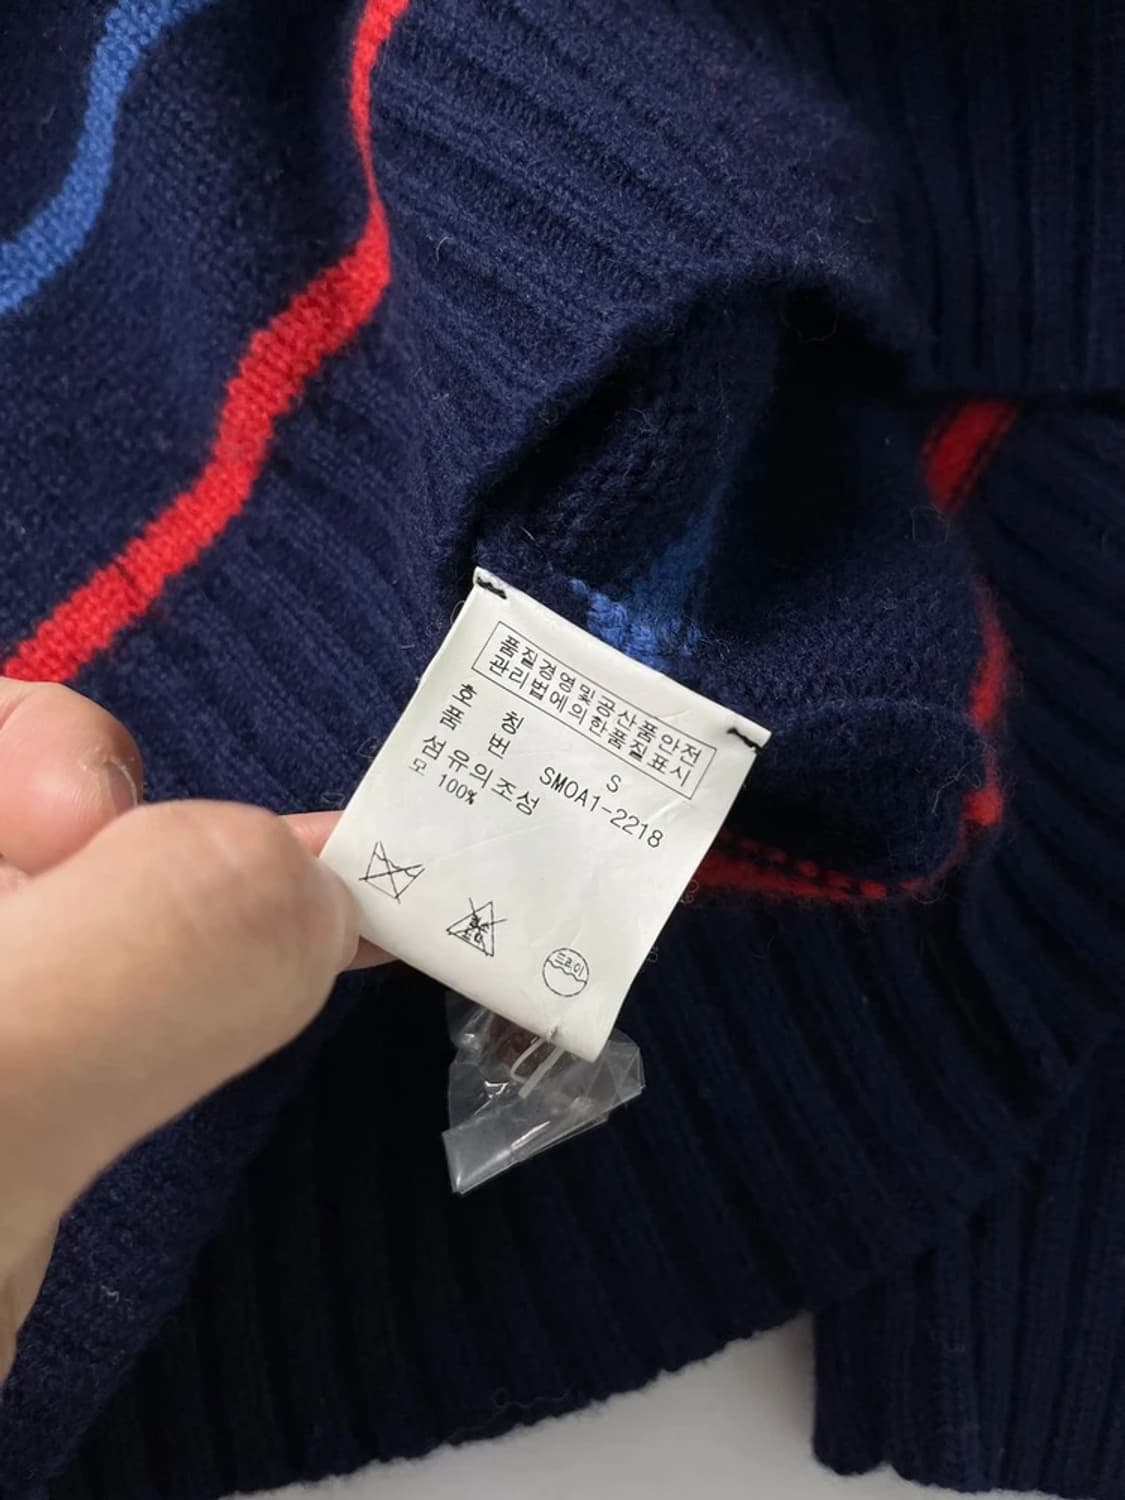 품질경영및공산품안전
관리법에의한품질표시
호 칭 S
품 번 SMOA1-2218
섬유의조성
모 100%
드라이